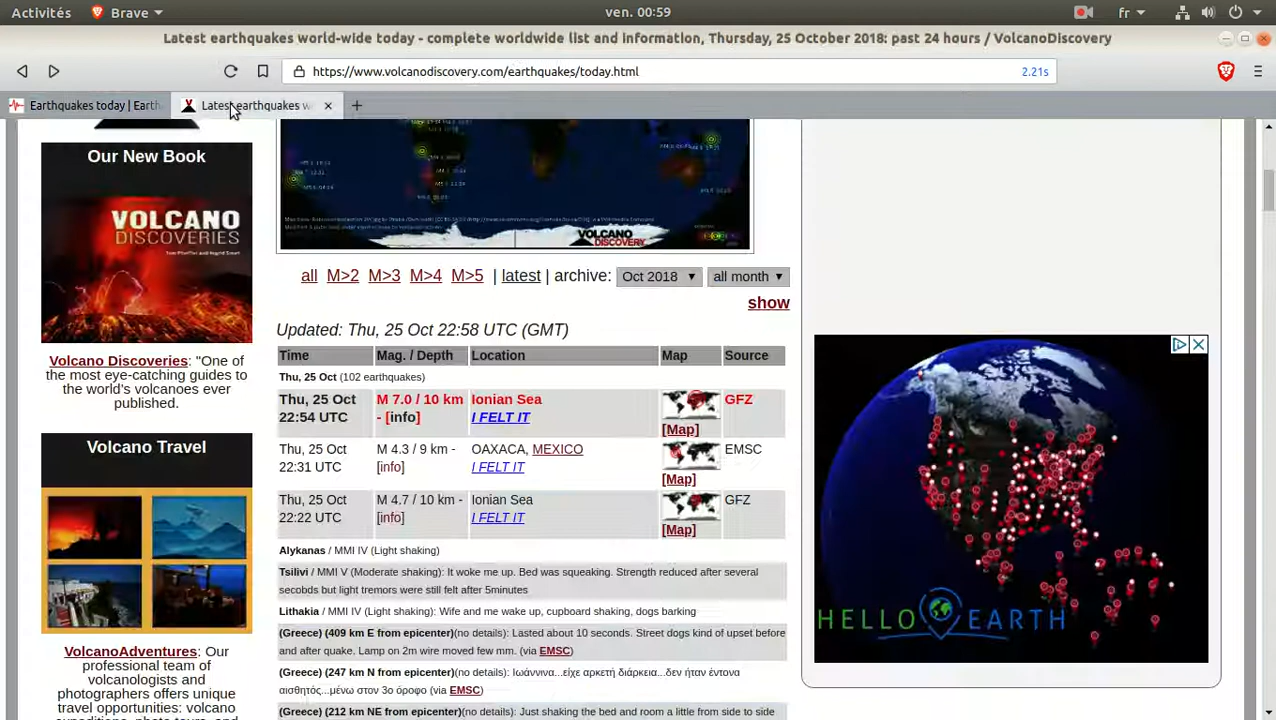 Activités Brave ven. 00:59 fr
Latest earthquakes world-wide today - complete worldwide list and information, Thursday, 25 October 2018: past 24 hours / VolcanoDiscovery
https://www.volcanodiscovery.com/earthquakes/today.html 2.21s
Earthquakes today | Earth
Latest earthquakes w
Our New Book
VOLCANO
DISCOVERIES
Volcano Discoveries: "One of
the most eye-catching guides to
the world's volcanoes ever
published.
Volcano Travel
VolcanoAdventures: Our
professional team of
volcanologists and
photographers offers unique
travel opportunities: volcano
VOLCANO
DISCOVERY
all M>2 M>3 M>4 M>5 | latest | archive: Oct 2018 all month
show
Updated: Thu, 25 Oct 22:58 UTC (GMT)
Time Mag. / Depth Location Map Source
Thu, 25 Oct (102 earthquakes)
Thu, 25 Oct M 7.0 / 10 km Ionian Sea GFZ
22:54 UTC - [info] I FELT IT
[Map]
Thu, 25 Oct M 4.3 / 9 km - OAXACA, MEXICO EMSC
22:31 UTC [info] I FELT IT
[Map]
Thu, 25 Oct M 4.7 / 10 km - Ionian Sea GFZ
22:22 UTC [info] I FELT IT
[Map]
Alykanas / MMI IV (Light shaking)
Tsilivi / MMI V (Moderate shaking): It woke me up. Bed was squeaking. Strength reduced after several
secobds but light tremors were still felt after 5minutes
Lithakia / MMI IV (Light shaking): Wife and me wake up, cupboard shaking, dogs barking
(Greece) (409 km E from epicenter)(no details): Lasted about 10 seconds. Street dogs kind of upset before
and after quake. Lamp on 2m wire moved few mm. (via EMSC)
(Greece) (247 km N from epicenter)(no details): Ιωάννινα...είχε αρκετή διάρκεια...δεν ήταν έντονα
αισθητός...μένω στον 3ο όροφο (via EMSC)
(Greece) (212 km NE from epicenter)(no details): Just shaking the bed and room a little from side to side
HELLO EARTH